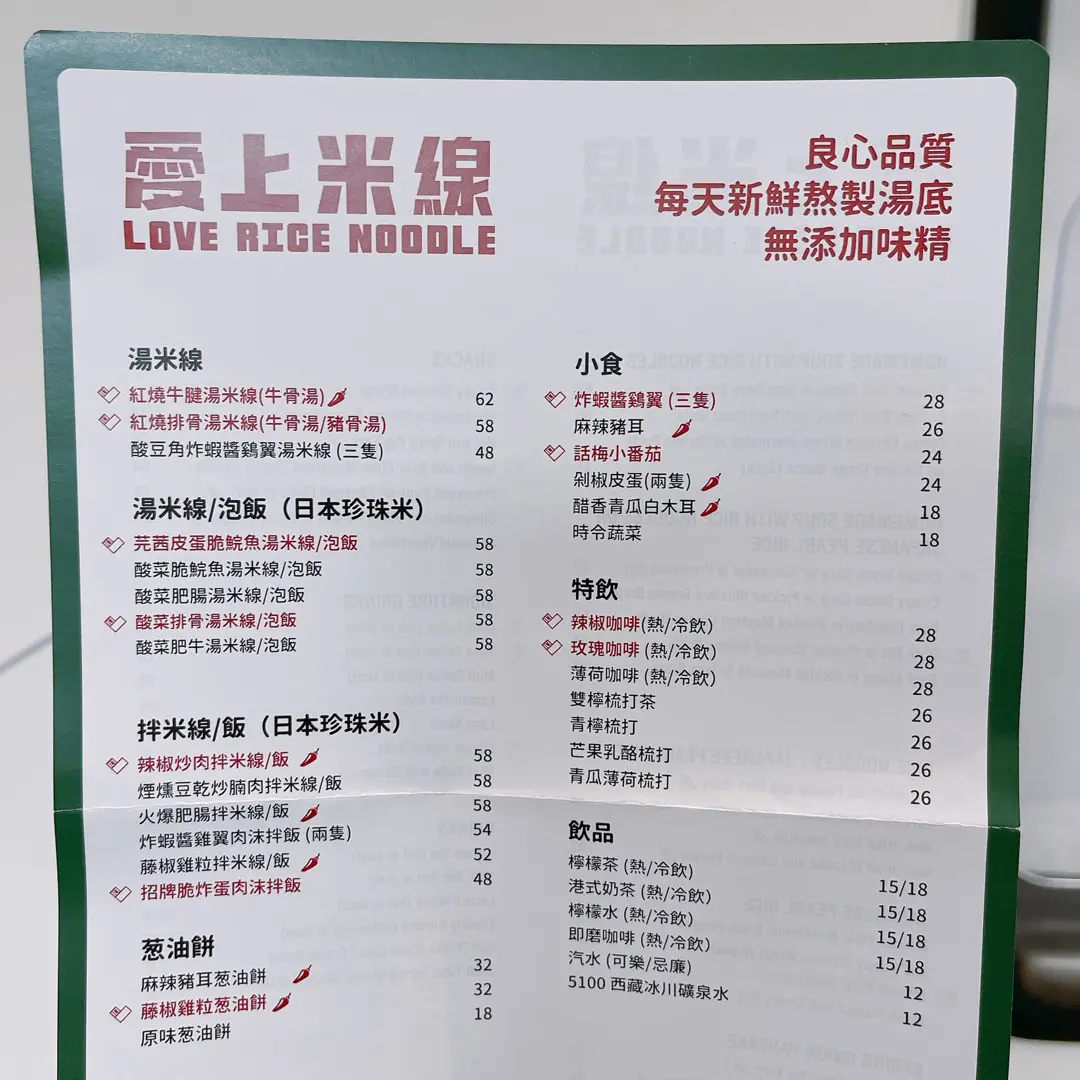 愛上米線
LOVE RICE NOODLE
良心品質
每天新鮮熬製湯底
無添加味精
湯米線
紅燒牛腱湯米線(牛骨湯) 62
紅燒排骨湯米線(牛骨湯/豬骨湯) 58
酸豆角炸蝦醬鷄翼湯米線 (三隻) 48
湯米線/泡飯（日本珍珠米）
芫茜皮蛋脆鯇魚湯米線/泡飯 58
酸菜脆鯇魚湯米線/泡飯 58
酸菜肥腸湯米線/泡飯 58
酸菜排骨湯米線/泡飯 58
酸菜肥牛湯米線/泡飯 58
拌米線/飯（日本珍珠米）
辣椒炒肉拌米線/飯 58
煙燻豆乾炒腩肉拌米線/飯 58
火爆肥腸拌米線/飯 58
炸蝦醬雞翼肉沫拌飯 (兩隻) 54
藤椒雞粒拌米線/飯 52
招牌脆炸蛋肉沫拌飯 48
葱油餅
麻辣豬耳葱油餅 32
藤椒雞粒葱油餅 32
原味葱油餅 18
小食
炸蝦醬鷄翼 (三隻) 28
麻辣豬耳 26
話梅小番茄 24
剁椒皮蛋(兩隻) 24
醋香青瓜白木耳 18
時令蔬菜 18
特飲
辣椒咖啡(熱/冷飲) 28
玫瑰咖啡 (熱/冷飲) 28
薄荷咖啡 (熱/冷飲) 28
雙檸梳打茶 26
青檸梳打 26
芒果乳酪梳打 26
青瓜薄荷梳打 26
飲品
檸檬茶 (熱/冷飲) 15/18
港式奶茶 (熱/冷飲) 15/18
檸檬水 (熱/冷飲) 15/18
即磨咖啡 (熱/冷飲) 15/18
汽水 (可樂/忌廉) 12
5100 西藏冰川礦泉水 12